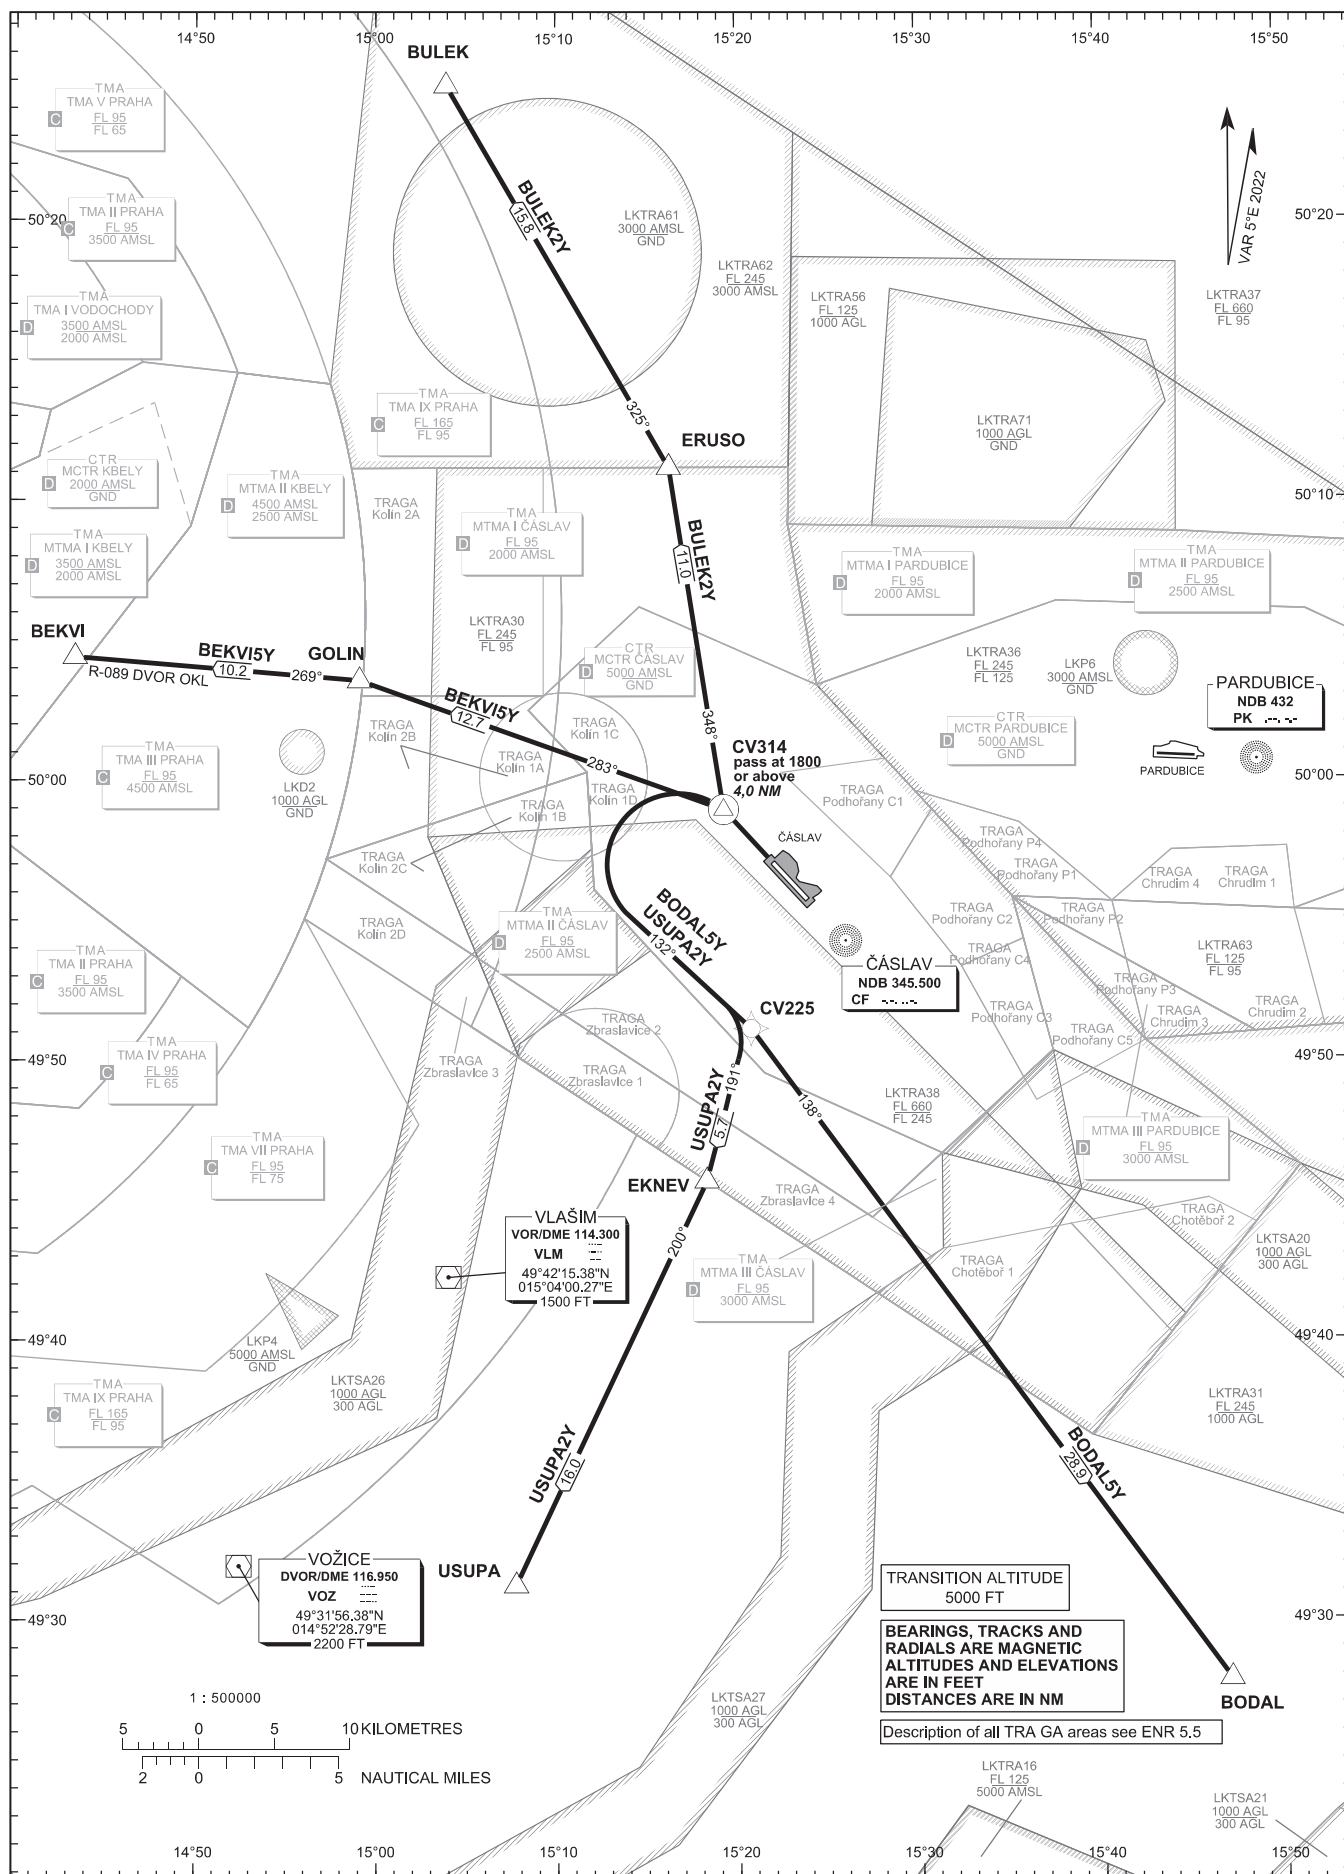 14°50
15°00
15°10
15°20
15°30
15°40
15°50
BULEK
TMA
TMA V PRAHA
FL 95
FL 65
C
TMA
TMA II PRAHA
FL 95
3500 AMSL
C
50°20
50°20
TMA
TMA I VODOCHODY
3500 AMSL
2000 AMSL
D
BULEK2Y
15.8
325°
LKTRA61
3000 AMSL
GND
LKTRA62
FL 245
3000 AMSL
LKTRA56
FL 125
1000 AGL
LKTRA37
FL 660
FL 95
VAR 5°E 2022
TMA
TMA IX PRAHA
FL 165
FL 95
C
LKTRA71
1000 AGL
GND
ERUSO
CTR
MCTR KBELY
2000 AMSL
GND
D
TMA
MTMA II KBELY
4500 AMSL
2500 AMSL
D
TRAGA
Kolín 2A
50°10
50°10
TMA
MTMA I KBELY
3500 AMSL
2000 AMSL
D
TMA
MTMA I ČÁSLAV
FL 95
2000 AMSL
D
BULEK2Y
11.0
348°
TMA
MTMA I PARDUBICE
FL 95
2000 AMSL
D
TMA
MTMA II PARDUBICE
FL 95
2500 AMSL
D
BEKVI
BEKVI5Y
10.2
269°
R-089 DVOR OKL
GOLIN
LKTRA30
FL 245
FL 95
CTR
MCTR ČÁSLAV
5000 AMSL
GND
D
LKTRA36
FL 245
FL 125
LKP6
3000 AMSL
GND
PARDUBICE
NDB 432
PK .--. -.-
BEKVI5Y
12.7
283°
TRAGA
Kolín 2B
TRAGA
Kolín 1C
TRAGA
Kolín 1A
TRAGA
Kolín 1D
TRAGA
Kolín 1B
CTR
MCTR PARDUBICE
5000 AMSL
GND
D
PARDUBICE
CV314
pass at 1800
or above
4,0 NM
TMA
TMA III PRAHA
FL 95
4500 AMSL
C
50°00
50°00
LKD2
1000 AGL
GND
TRAGA
Podhořany C1
ČÁSLAV
TRAGA
Kolín 2C
TRAGA
Podhořany P4
TRAGA
Podhořany P1
TRAGA
Chrudim 4
TRAGA
Chrudim 1
TRAGA
Kolín 2D
TMA
MTMA II ČÁSLAV
FL 95
2500 AMSL
D
BODAL5Y
USUPA2Y
132°
TRAGA
Podhořany C2
TRAGA
Podhořany P2
TRAGA
Podhořany C4
LKTRA63
FL 125
FL 95
TMA
TMA II PRAHA
FL 95
3500 AMSL
C
ČÁSLAV
NDB 345.500
CF -.-. ..-.
TRAGA
Podhořany P3
TRAGA
Podhořany C3
TRAGA
Chrudim 3
TRAGA
Chrudim 2
TRAGA
Podhořany C5
CV225
TRAGA
Zbraslavice 2
TRAGA
Zbraslavice 3
TRAGA
Zbraslavice 1
TMA
TMA IV PRAHA
FL 95
FL 65
C
49°50
49°50
USUPA2Y
5.7
191°
138°
LKTRA38
FL 660
FL 245
TMA
MTMA III PARDUBICE
FL 95
3000 AMSL
D
TMA
TMA VII PRAHA
FL 95
FL 75
C
EKNEV
TRAGA
Zbraslavice 4
TRAGA
Chotěboř 2
VLAŠIM
VOR/DME 114.300
VLM
49°42'15.38"N
015°04'00.27"E
1500 FT
200°
TMA
MTMA III ČÁSLAV
FL 95
3000 AMSL
D
TRAGA
Chotěboř 1
LKTSA20
1000 AGL
300 AGL
49°40
49°40
LKP4
5000 AMSL
GND
LKTSA26
1000 AGL
300 AGL
TMA
TMA IX PRAHA
FL 165
FL 95
C
LKTRA31
FL 245
1000 AGL
USUPA2Y
16.0
BODAL5Y
28.9
USUPA
VOŽICE
DVOR/DME 116.950
VOZ
49°31'56.38"N
014°52'28.79"E
2200 FT
49°30
49°30
TRANSITION ALTITUDE
5000 FT
BEARINGS, TRACKS AND
RADIALS ARE MAGNETIC
ALTITUDES AND ELEVATIONS
ARE IN FEET
DISTANCES ARE IN NM
BODAL
Description of all TRA GA areas see ENR 5.5
LKTSA27
1000 AGL
300 AGL
1 : 500000
5 0 5 10 KILOMETRES
2 0 5 NAUTICAL MILES
LKTRA16
FL 125
5000 AMSL
LKTSA21
1000 AGL
300 AGL
14°50
15°00
15°10
15°20
15°30
15°40
15°50